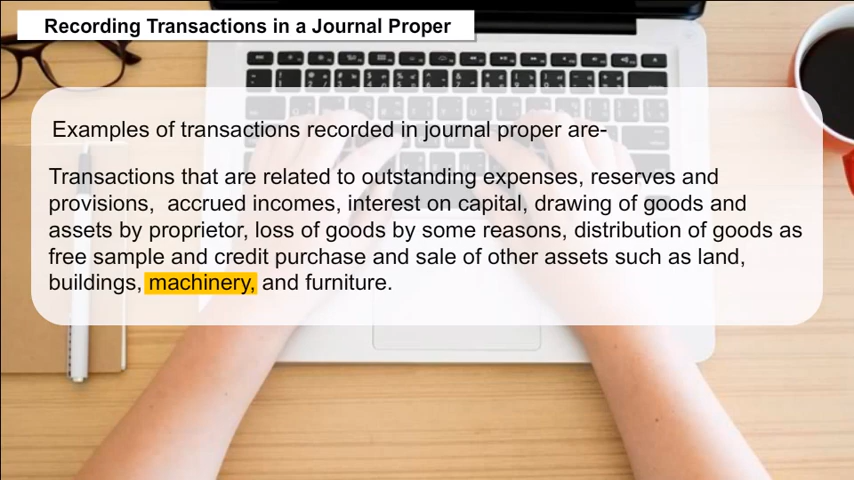 Recording Transactions in a Journal Proper
Examples of transactions recorded in journal proper are-
Transactions that are related to outstanding expenses, reserves and
provisions,  accrued incomes, interest on capital, drawing of goods and
assets by proprietor, loss of goods by some reasons, distribution of goods as
free sample and credit purchase and sale of other assets such as land,
buildings, machinery, and furniture.